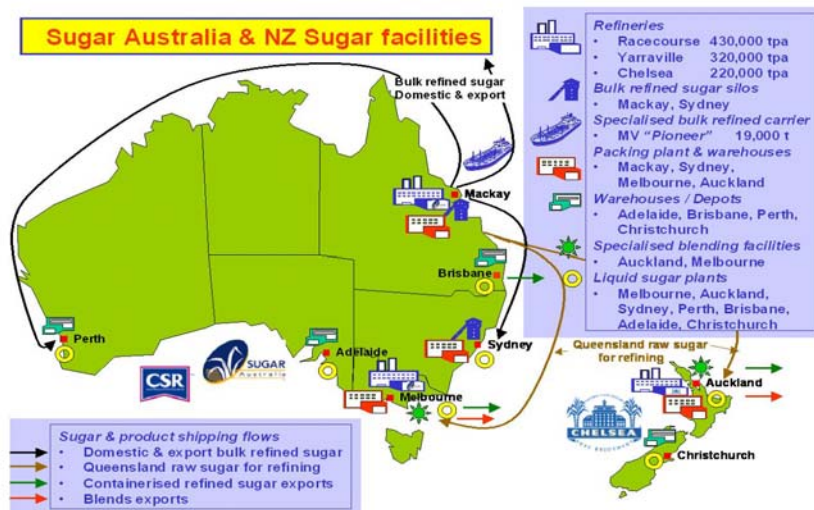 Sugar Australia & NZ Sugar facilities
Bulk refined sugar
Domestic & export
Refineries
• Racecourse 430,000 tpa
• Yarraville 320,000 tpa
• Chelsea 220,000 tpa
Bulk refined sugar silos
• Mackay, Sydney
Specialised bulk refined carrier
• MV "Pioneer" 19,000 t
Packing plant & warehouses
• Mackay, Sydney,
Melbourne, Auckland
Warehouses / Depots
• Adelaide, Brisbane, Perth,
Christchurch
Specialised blending facilities
• Auckland, Melbourne
Liquid sugar plants
• Melbourne, Auckland,
Sydney, Perth, Brisbane,
Adelaide, Christchurch
Mackay
Brisbane
Perth
Adelaide
Sydney
Melbourne
CSR
SUGAR
Australia
Queensland raw sugar
for refining
Auckland
CHELSEA
Christchurch
Sugar & product shipping flows
• Domestic & export bulk refined sugar
• Queensland raw sugar for refining
• Containerised refined sugar exports
• Blends exports